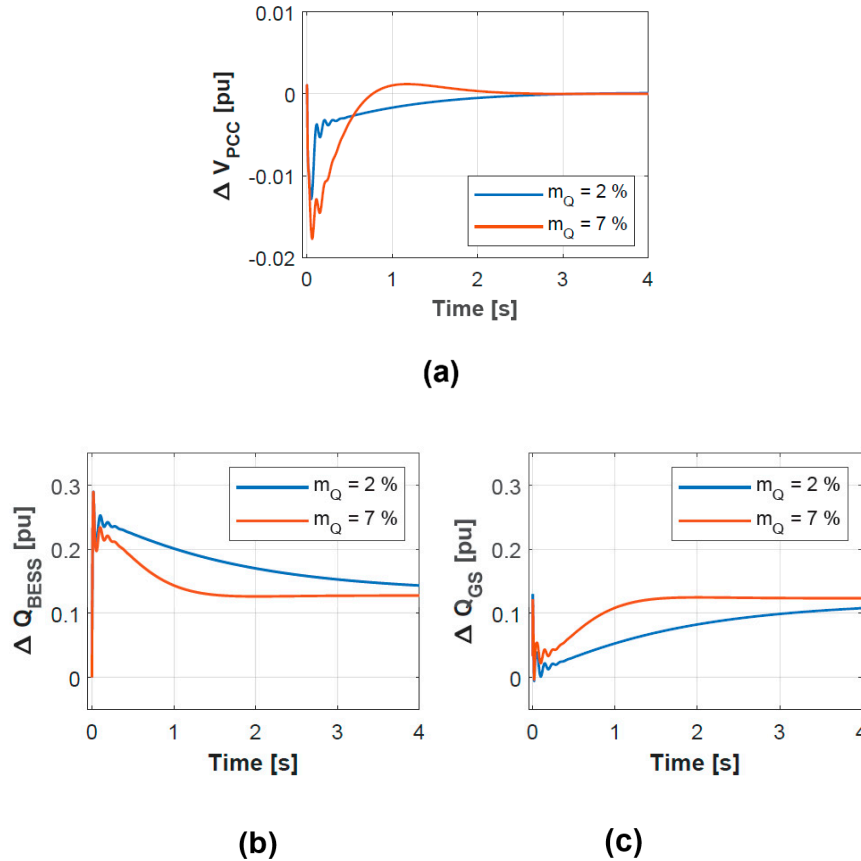 0.01
0
-0.01
-0.02
Δ V_PCC [pu]
m_Q = 2 %
m_Q = 7 %
0 1 2 3 4
Time [s]
(a)
0.3
0.2
0.1
0
Δ Q_BESS [pu]
m_Q = 2 %
m_Q = 7 %
0 1 2 3 4
Time [s]
(b)
0.3
0.2
0.1
0
Δ Q_GS [pu]
m_Q = 2 %
m_Q = 7 %
0 1 2 3 4
Time [s]
(c)